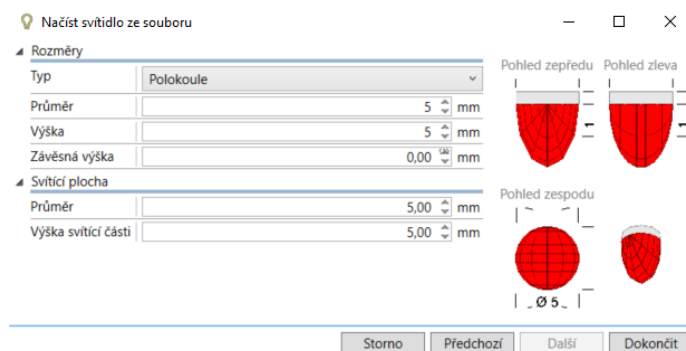 Načíst svítidlo ze souboru
Rozměry
Typ Polokoule
Průměr 5 mm
Výška 5 mm
Závěsná výška 0,00 mm
Svítící plocha
Průměr 5,00 mm
Výška svítící části 5,00 mm
Pohled zepředu Pohled zleva
1 1
Pohled zespodu
Ø 5
Storno Předchozí Další Dokončit